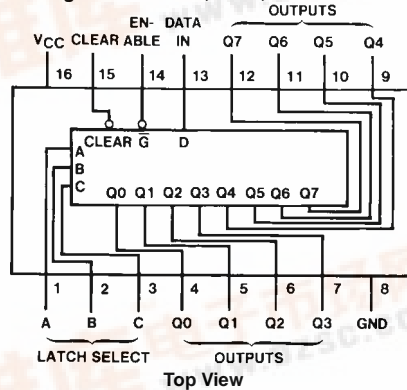 OUTPUTS
EN- DATA
VCC CLEAR ABLE IN Q7 Q6 Q5 Q4
16 15 14 13 12 11 10 9
CLEAR G D
A
B
C
Q0 Q1 Q2 Q3 Q4 Q5 Q6 Q7
1 2 3 4 5 6 7 8
A B C Q0 Q1 Q2 Q3 GND
LATCH SELECT OUTPUTS
Top View